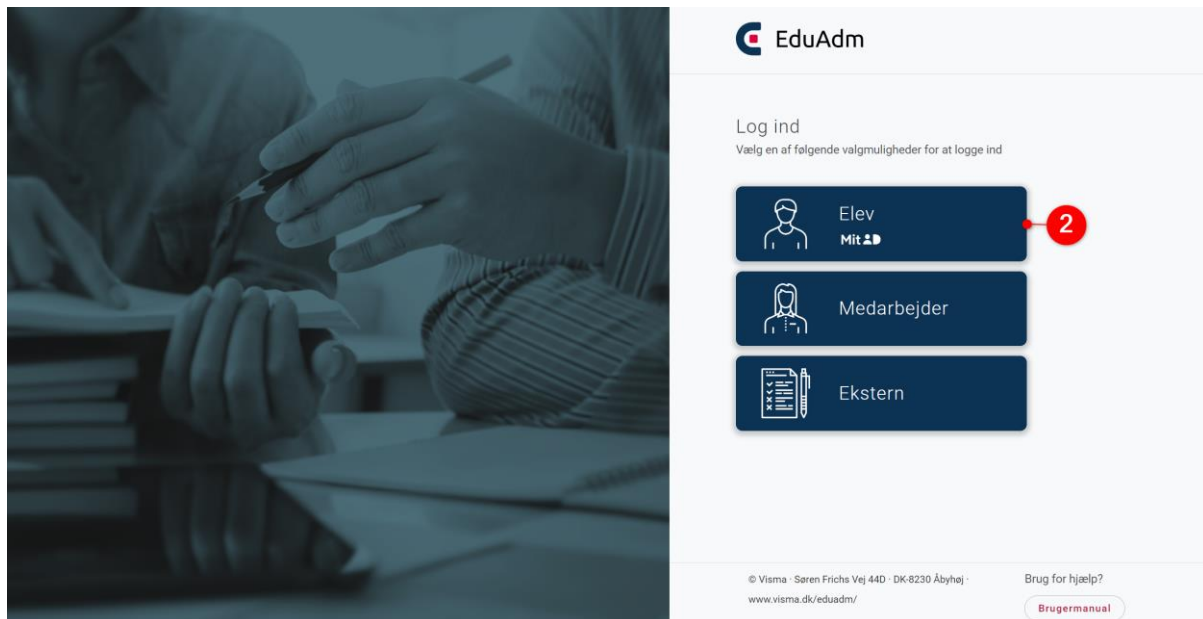 EduAdm
Log ind
Vælg en af følgende valgmuligheder for at logge ind
Elev
Mit ID
2
Medarbejder
Ekstern
© Visma · Søren Frichs Vej 44D · DK-8230 Åbyhøj ·
www.visma.dk/eduadm/
Brug for hjælp?
Brugermanual